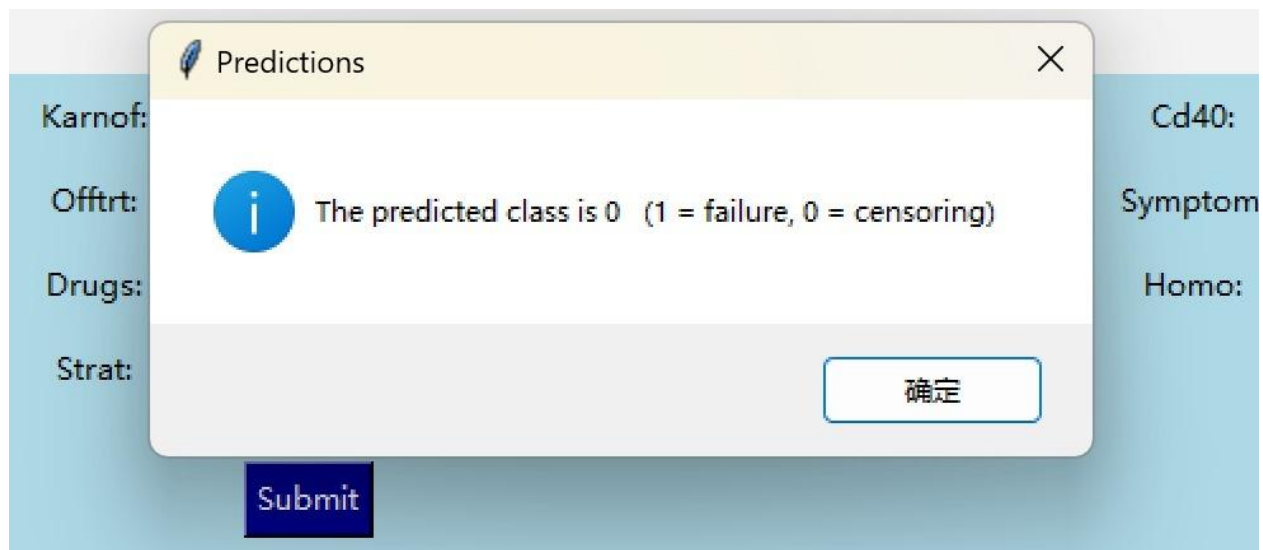 Predictions
Karnof:
Cd40:
Offtrt:
The predicted class is 0 (1 = failure, 0 = censoring)
Symptom
Drugs:
Homo:
Strat:
确定
Submit